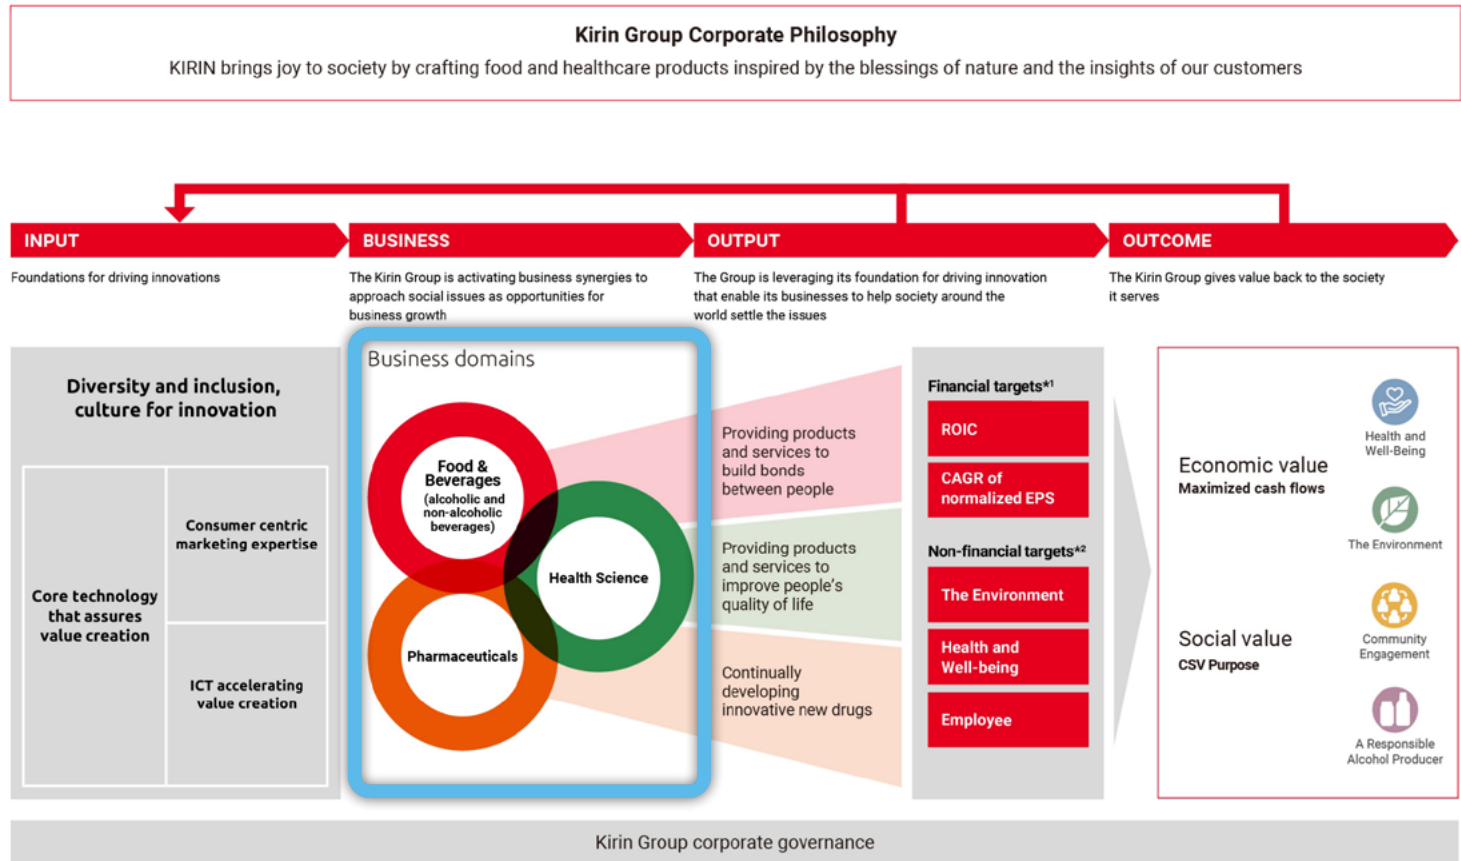 Kirin Group Corporate Philosophy
KIRIN brings joy to society by crafting food and healthcare products inspired by the blessings of nature and the insights of our customers
INPUT
BUSINESS
OUTPUT
OUTCOME
Foundations for driving innovations
The Kirin Group is activating business synergies to
approach social issues as opportunities for
business growth
The Group is leveraging its foundation for driving innovation
that enable its businesses to help society around the
world settle the issues
The Kirin Group gives value back to the society
it serves
Diversity and inclusion,
culture for innovation
Core technology
that assures
value creation
Consumer centric
marketing expertise
ICT accelerating
value creation
Business domains
Food &
Beverages
(alcoholic and
non-alcoholic
beverages)
Health Science
Pharmaceuticals
Providing products
and services to
build bonds
between people
Providing products
and services to
improve people's
quality of life
Continually
developing
innovative new drugs
Financial targets*1
ROIC
CAGR of
normalized EPS
Non-financial targets*2
The Environment
Health and
Well-being
Employee
Economic value
Maximized cash flows
Social value
CSV Purpose
Health and
Well-Being
The Environment
Community
Engagement
A Responsible
Alcohol Producer
Kirin Group corporate governance